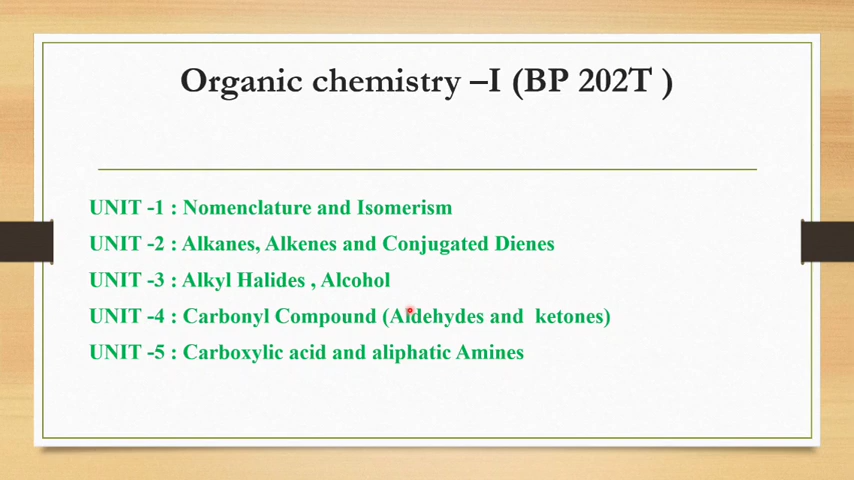 Organic chemistry –I (BP 202T )
UNIT -1 : Nomenclature and Isomerism
UNIT -2 : Alkanes, Alkenes and Conjugated Dienes
UNIT -3 : Alkyl Halides , Alcohol
UNIT -4 : Carbonyl Compound (Aldehydes and ketones)
UNIT -5 : Carboxylic acid and aliphatic Amines